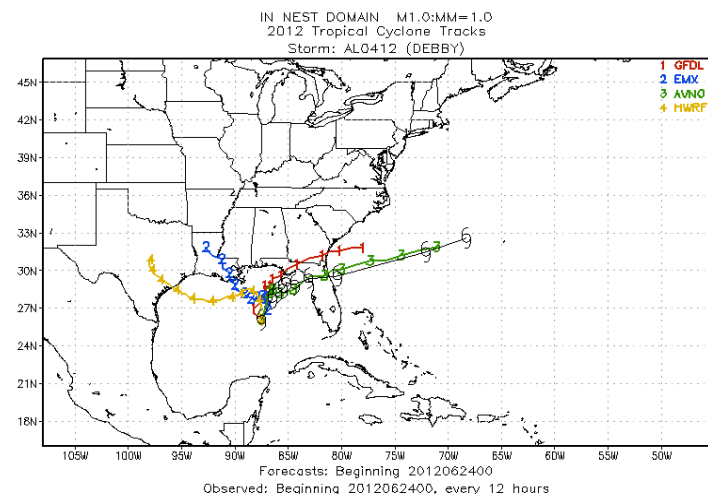 IN NEST DOMAIN M1.0:MM=1.0
2012 Tropical Cyclone Tracks
Storm: AL0412 (DEBBY)
1 GFDL
2 EMX
3 AVNO
4 HWRF
45N
42N
39N
36N
33N
30N
27N
24N
21N
18N
105W 100W 95W 90W 85W 80W 75W 70W 65W 60W 55W 50W
Forecasts: Beginning 2012062400
Observed: Beginning 2012062400, every 12 hours